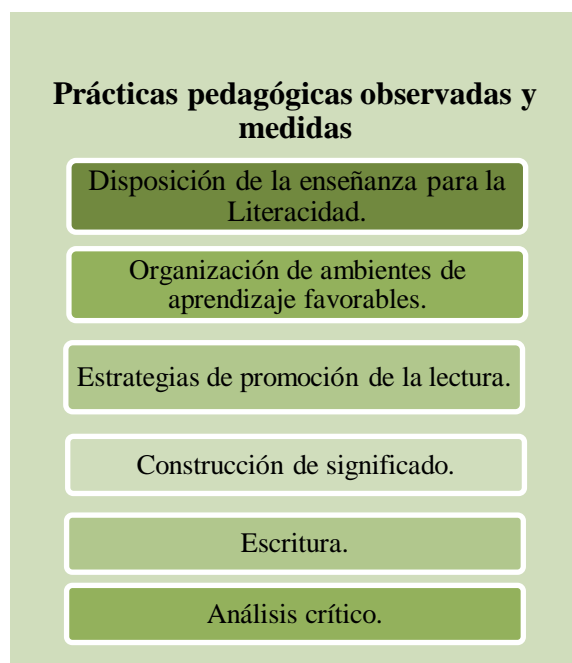 Prácticas pedagógicas observadas y
medidas
Disposición de la enseñanza para la
Literacidad.
Organización de ambientes de
aprendizaje favorables.
Estrategias de promoción de la lectura.
Construcción de significado.
Escritura.
Análisis crítico.